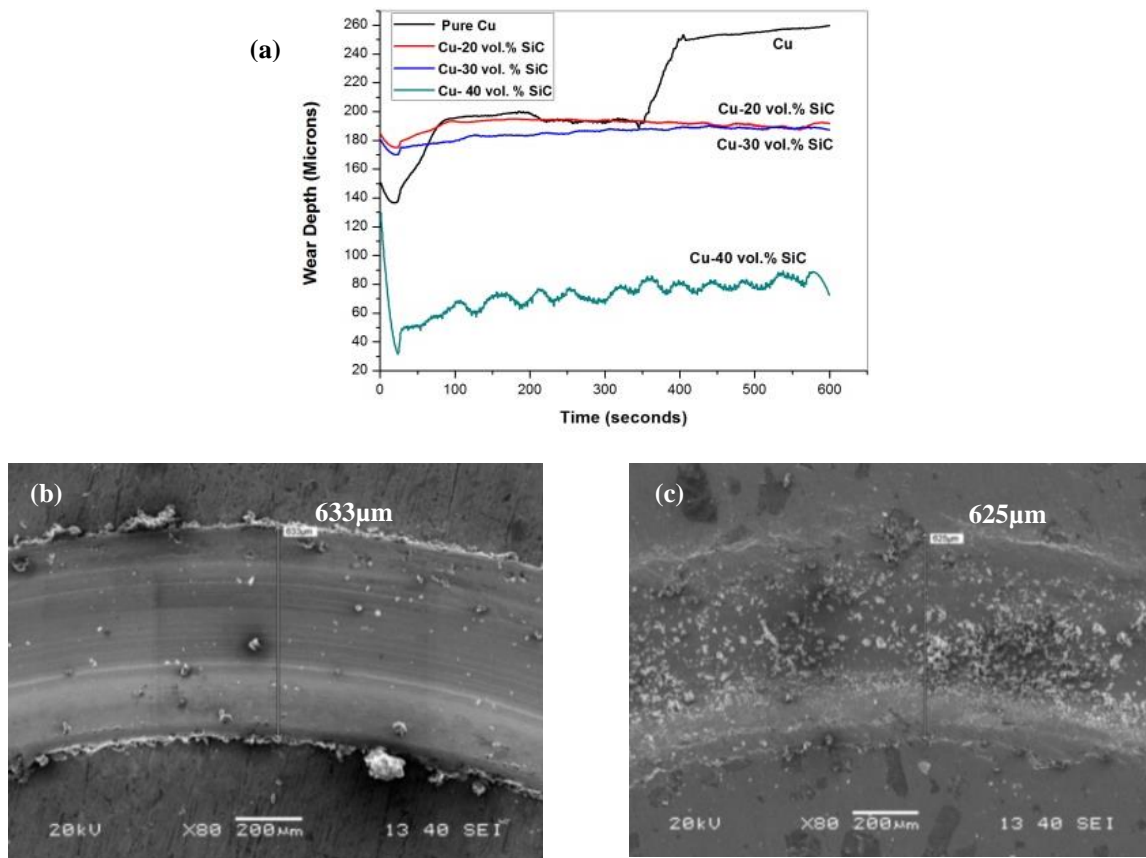 (a)
Pure Cu
Cu-20 vol.% SiC
Cu-30 vol. % SiC
Cu- 40 vol.% SiC
Cu
Cu-20 vol.% SiC
Cu-30 vol.% SiC
Cu-40 vol.% SiC
260
240
220
200
180
160
140
120
100
80
60
40
20
Wear Depth (Microns)
0 100 200 300 400 500 600
Time (seconds)
(b)
633µm
633µm
20kV X80 200µm 13 40 SEI
(c)
625µm
625µm
20kV X80 200µm 13 40 SEI